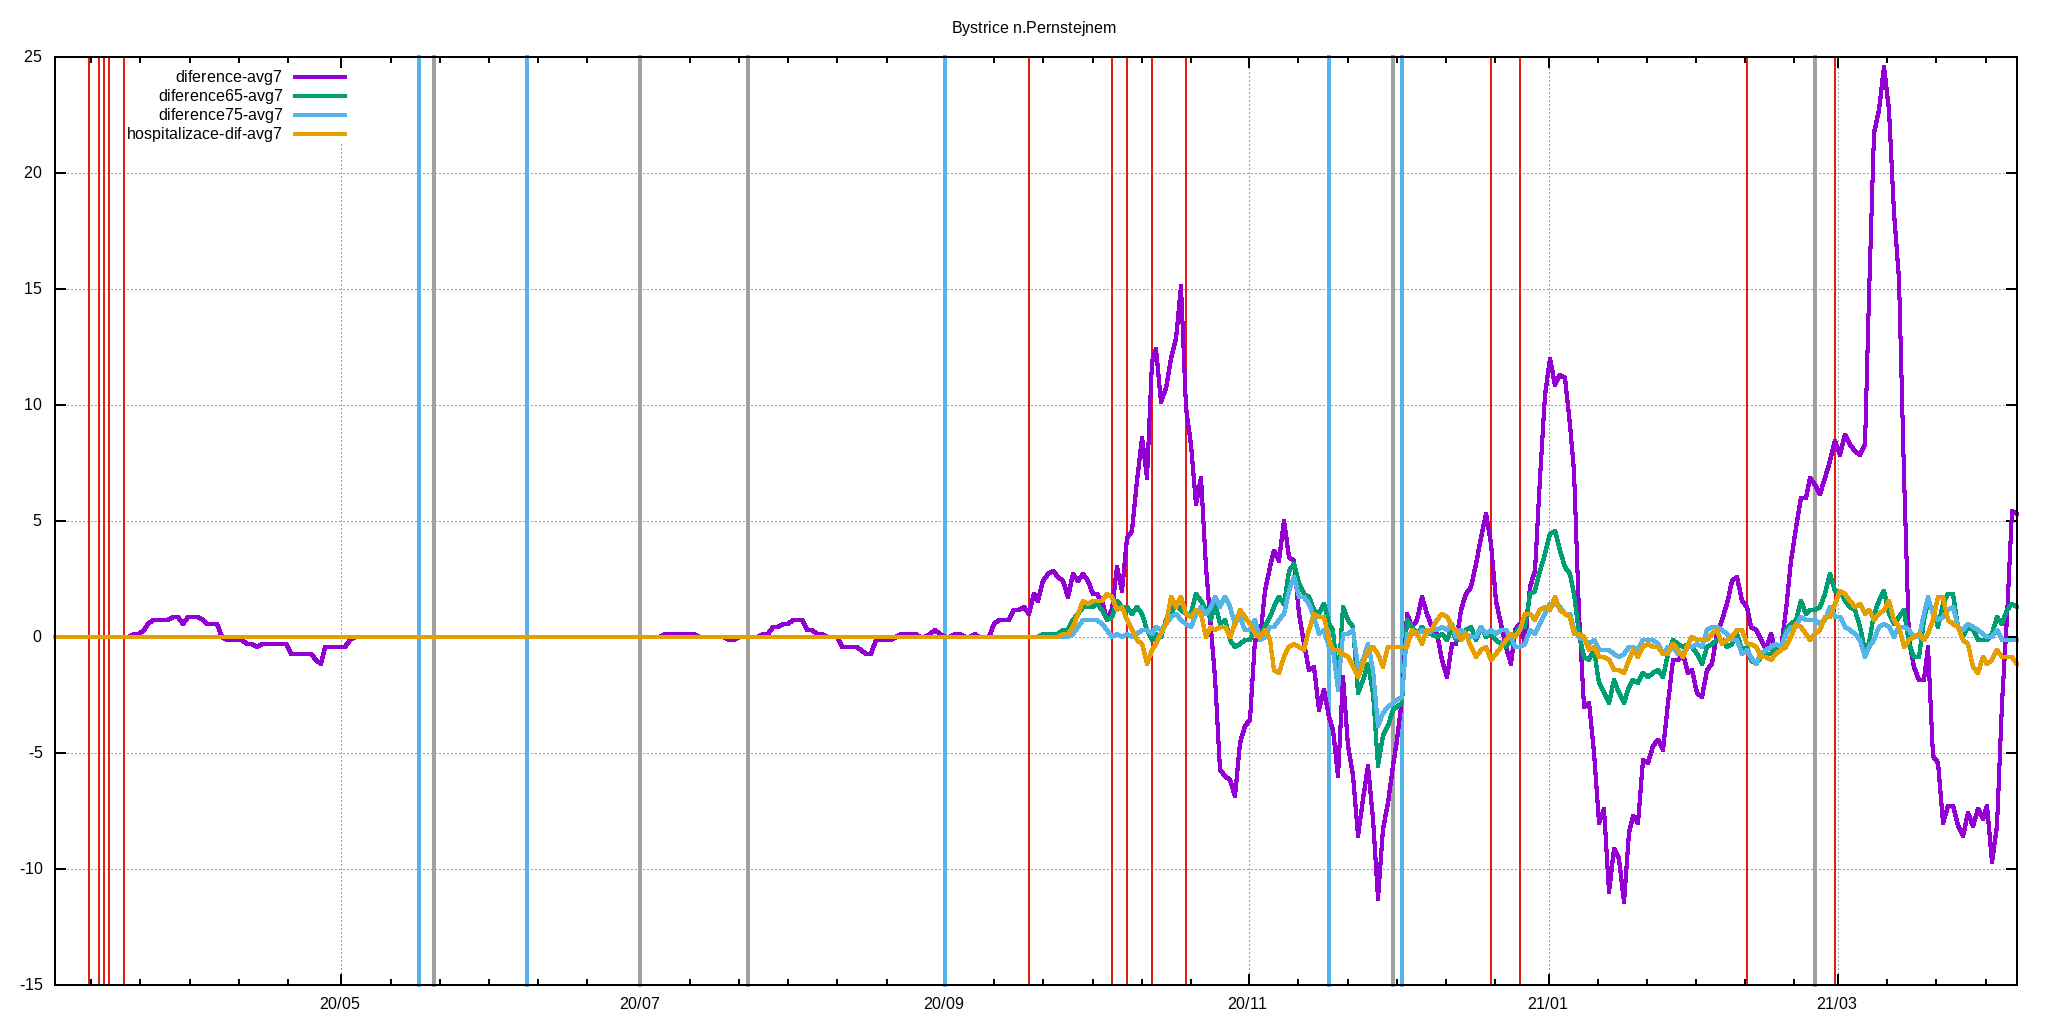 Bystrice n.Pernstejnem
25
20
15
10
5
0
-5
-10
-15
diference-avg7
diference65-avg7
diference75-avg7
hospitalizace-dif-avg7
20/05 20/07 20/09 20/11 21/01 21/03